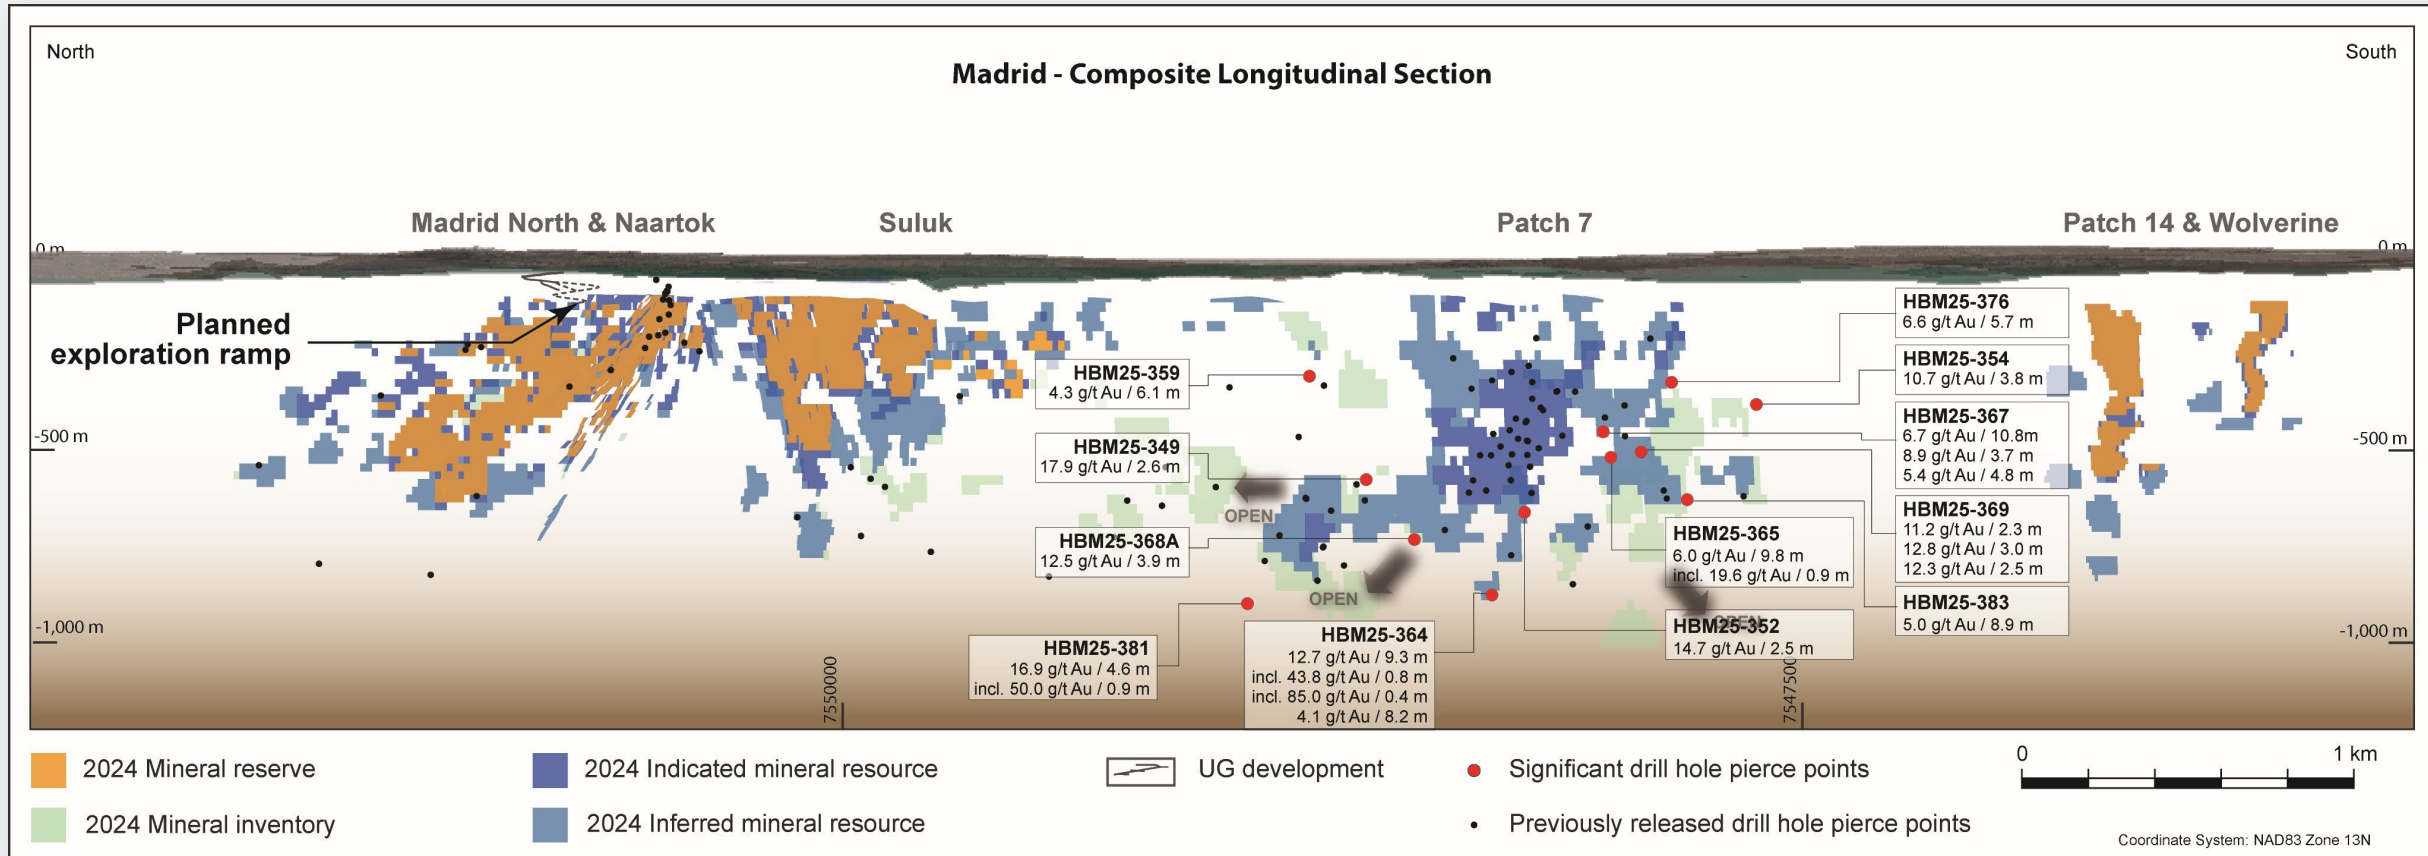 North
South
Madrid - Composite Longitudinal Section
Madrid North & Naartok
Suluk
Patch 7
Patch 14 & Wolverine
0 m
0 m
Planned
exploration ramp
-500 m
-500 m
-1,000 m
-1,000 m
HBM25-359
4.3 g/t Au / 6.1 m
HBM25-349
17.9 g/t Au / 2.6 m
HBM25-368A
12.5 g/t Au / 3.9 m
HBM25-381
16.9 g/t Au / 4.6 m
incl. 50.0 g/t Au / 0.9 m
HBM25-364
12.7 g/t Au / 9.3 m
incl. 43.8 g/t Au / 0.8 m
incl. 85.0 g/t Au / 0.4 m
4.1 g/t Au / 8.2 m
OPEN
OPEN
OPEN
HBM25-365
6.0 g/t Au / 9.8 m
incl. 19.6 g/t Au / 0.9 m
HBM25-352
14.7 g/t Au / 2.5 m
HBM25-376
6.6 g/t Au / 5.7 m
HBM25-354
10.7 g/t Au / 3.8 m
HBM25-367
6.7 g/t Au / 10.8m
8.9 g/t Au / 3.7 m
5.4 g/t Au / 4.8 m
HBM25-369
11.2 g/t Au / 2.3 m
12.8 g/t Au / 3.0 m
12.3 g/t Au / 2.5 m
HBM25-383
5.0 g/t Au / 8.9 m
7550000
7547500
2024 Mineral reserve
2024 Indicated mineral resource
UG development
Significant drill hole pierce points
0
1 km
2024 Mineral inventory
2024 Inferred mineral resource
Previously released drill hole pierce points
Coordinate System: NAD83 Zone 13N